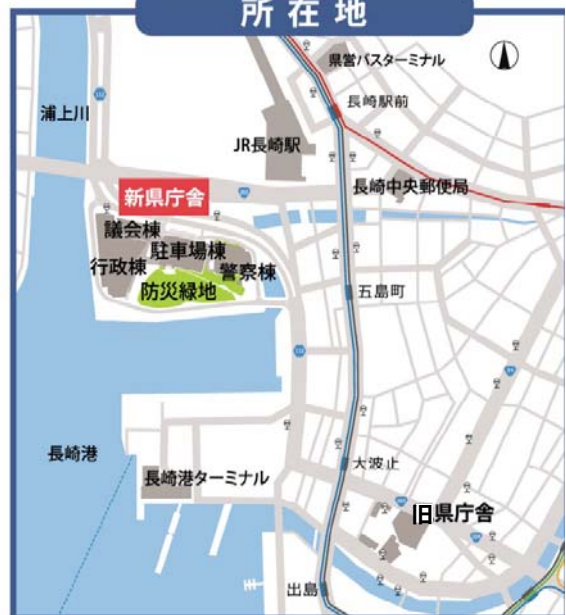 所在地
県営バスターミナル
長崎駅前
浦上川
JR長崎駅
長崎中央郵便局
新県庁舎
議会棟
駐車場棟
行政棟
警察棟
防災緑地
五島町
長崎港
長崎港ターミナル
大波止
旧県庁舎
出島